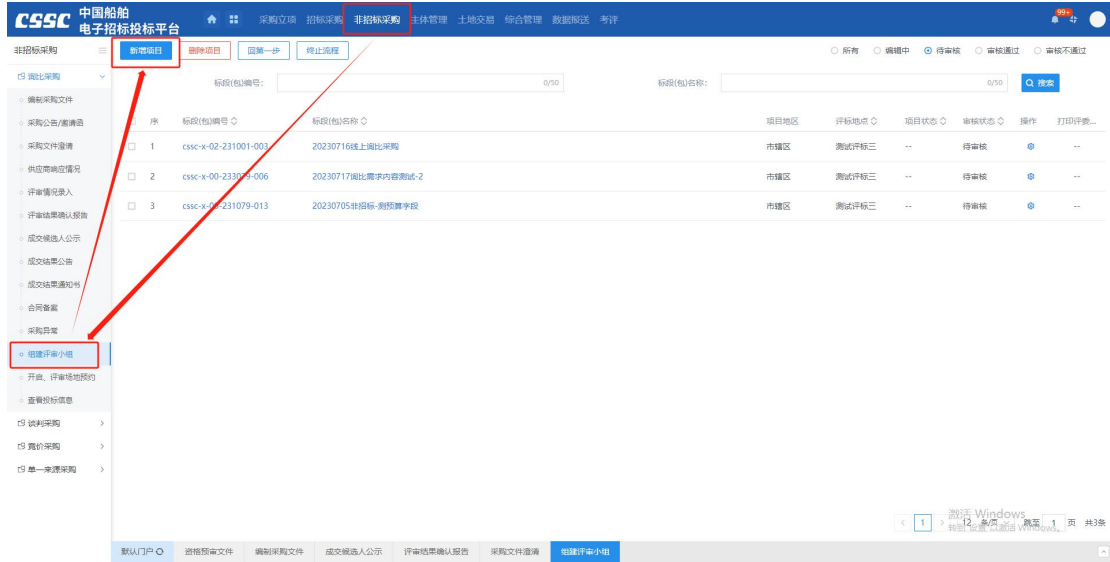 CSSC 中国船舶
电子招标投标平台
采购立项 招标采购 非招标采购 主体管理 土地交易 综合管理 数据报送 考评
99+
非招标采购
新增项目 删除项目 回第一步 终止流程
所有 编辑中 待审核 审核通过 审核不通过
询比采购
标段(包)编号: 0/50 标段(包)名称: 0/50 搜索
编制采购文件
采购公告/邀请函
采购文件澄清
供应商响应情况
评审情况录入
评审结果确认报告
成交候选人公示
成交结果公告
成交结果通知书
合同备案
采购异常
组建评审小组
开启、评审场地预约
查看投标信息
谈判采购
竞价采购
单一来源采购
序 标段(包)编号 标段(包)名称 项目地区 评标地点 项目状态 审核状态 操作 打印评委...
1 cssc-x-02-231001-003 20230716线上询比采购 市辖区 测试评标三 -- 待审核 --
2 cssc-x-00-233079-006 20230717询比需求内容测试-2 市辖区 测试评标三 -- 待审核 --
3 cssc-x-00-231079-013 20230705非招标-测预算字段 市辖区 测试评标三 -- 待审核 --
激活 Windows
转到"设置"以激活 Windows。
< 1 > 12 条/页 跳至 1 页 共3条
默认门户 资格预审文件 编制采购文件 成交候选人公示 评审结果确认报告 采购文件澄清 组建评审小组